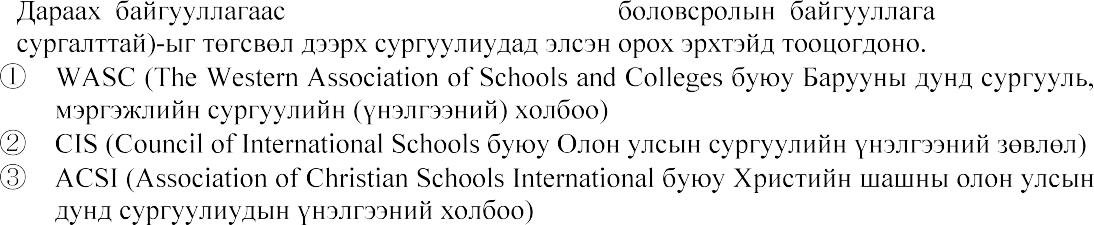 Дараах байгууллагаас боловсролын байгууллага
сургалттай)-ыг төгсвөл дээрх сургуулиудад элсэн орох эрхтэйд тооцогдоно.
① WASC (The Western Association of Schools and Colleges буюу Барууны дунд сургууль,
мэргэжлийн сургуулийн (үнэлгээний) холбоо)
② CIS (Council of International Schools буюу Олон улсын сургуулийн үнэлгээний зөвлөл)
③ ACSI (Association of Christian Schools International буюу Христийн шашны олон улсын
дунд сургуулиудын үнэлгээний холбоо)